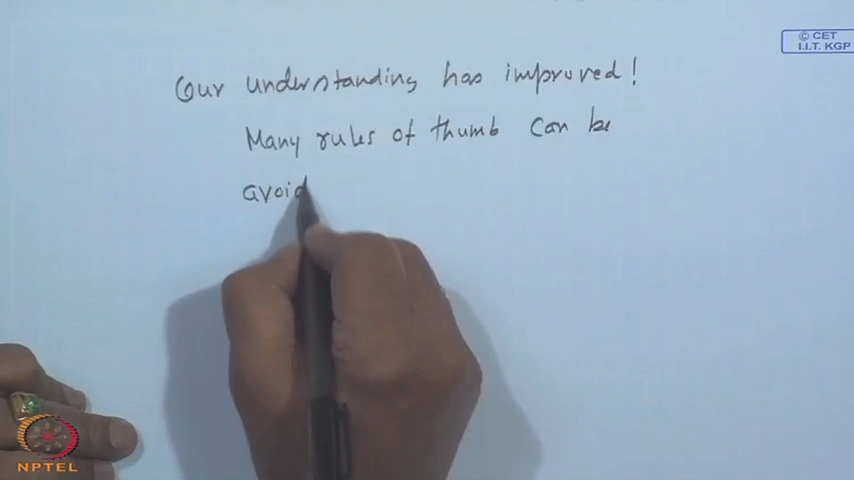 © CET
I.I.T. KGP
Our understanding has improved!
Many rules of thumb can be
avoid
NPTEL